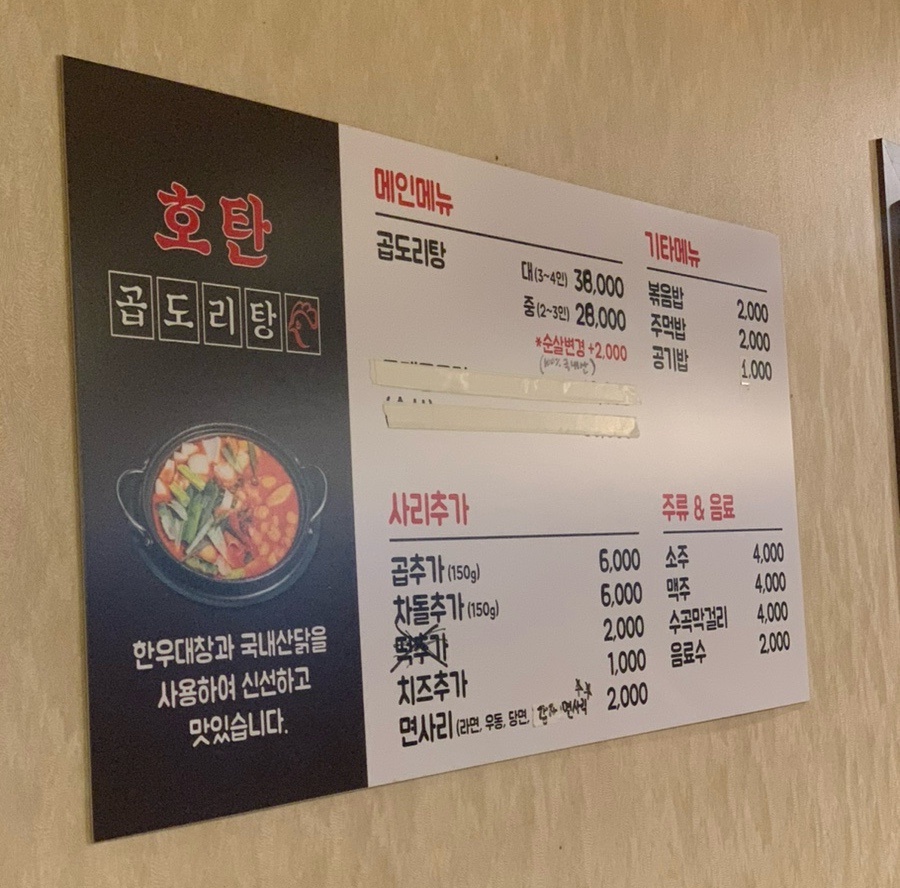 호탄
곱도리탕
한우대창과 국내산닭을
사용하여 신선하고
맛있습니다.
메인메뉴
곱도리탕
대(3~4인) 38,000
중(2~3인) 28,000
*순살변경 +2,000
기타메뉴
볶음밥 2,000
주먹밥 2,000
공기밥 1,000
사리추가
곱추가(150g) 6,000
차돌추가(150g) 6,000
떡추가 2,000
치즈추가 1,000
면사리(라면, 우동, 당면, 2,000
주류 & 음료
소주 4,000
맥주 4,000
수곡막걸리 4,000
음료수 2,000